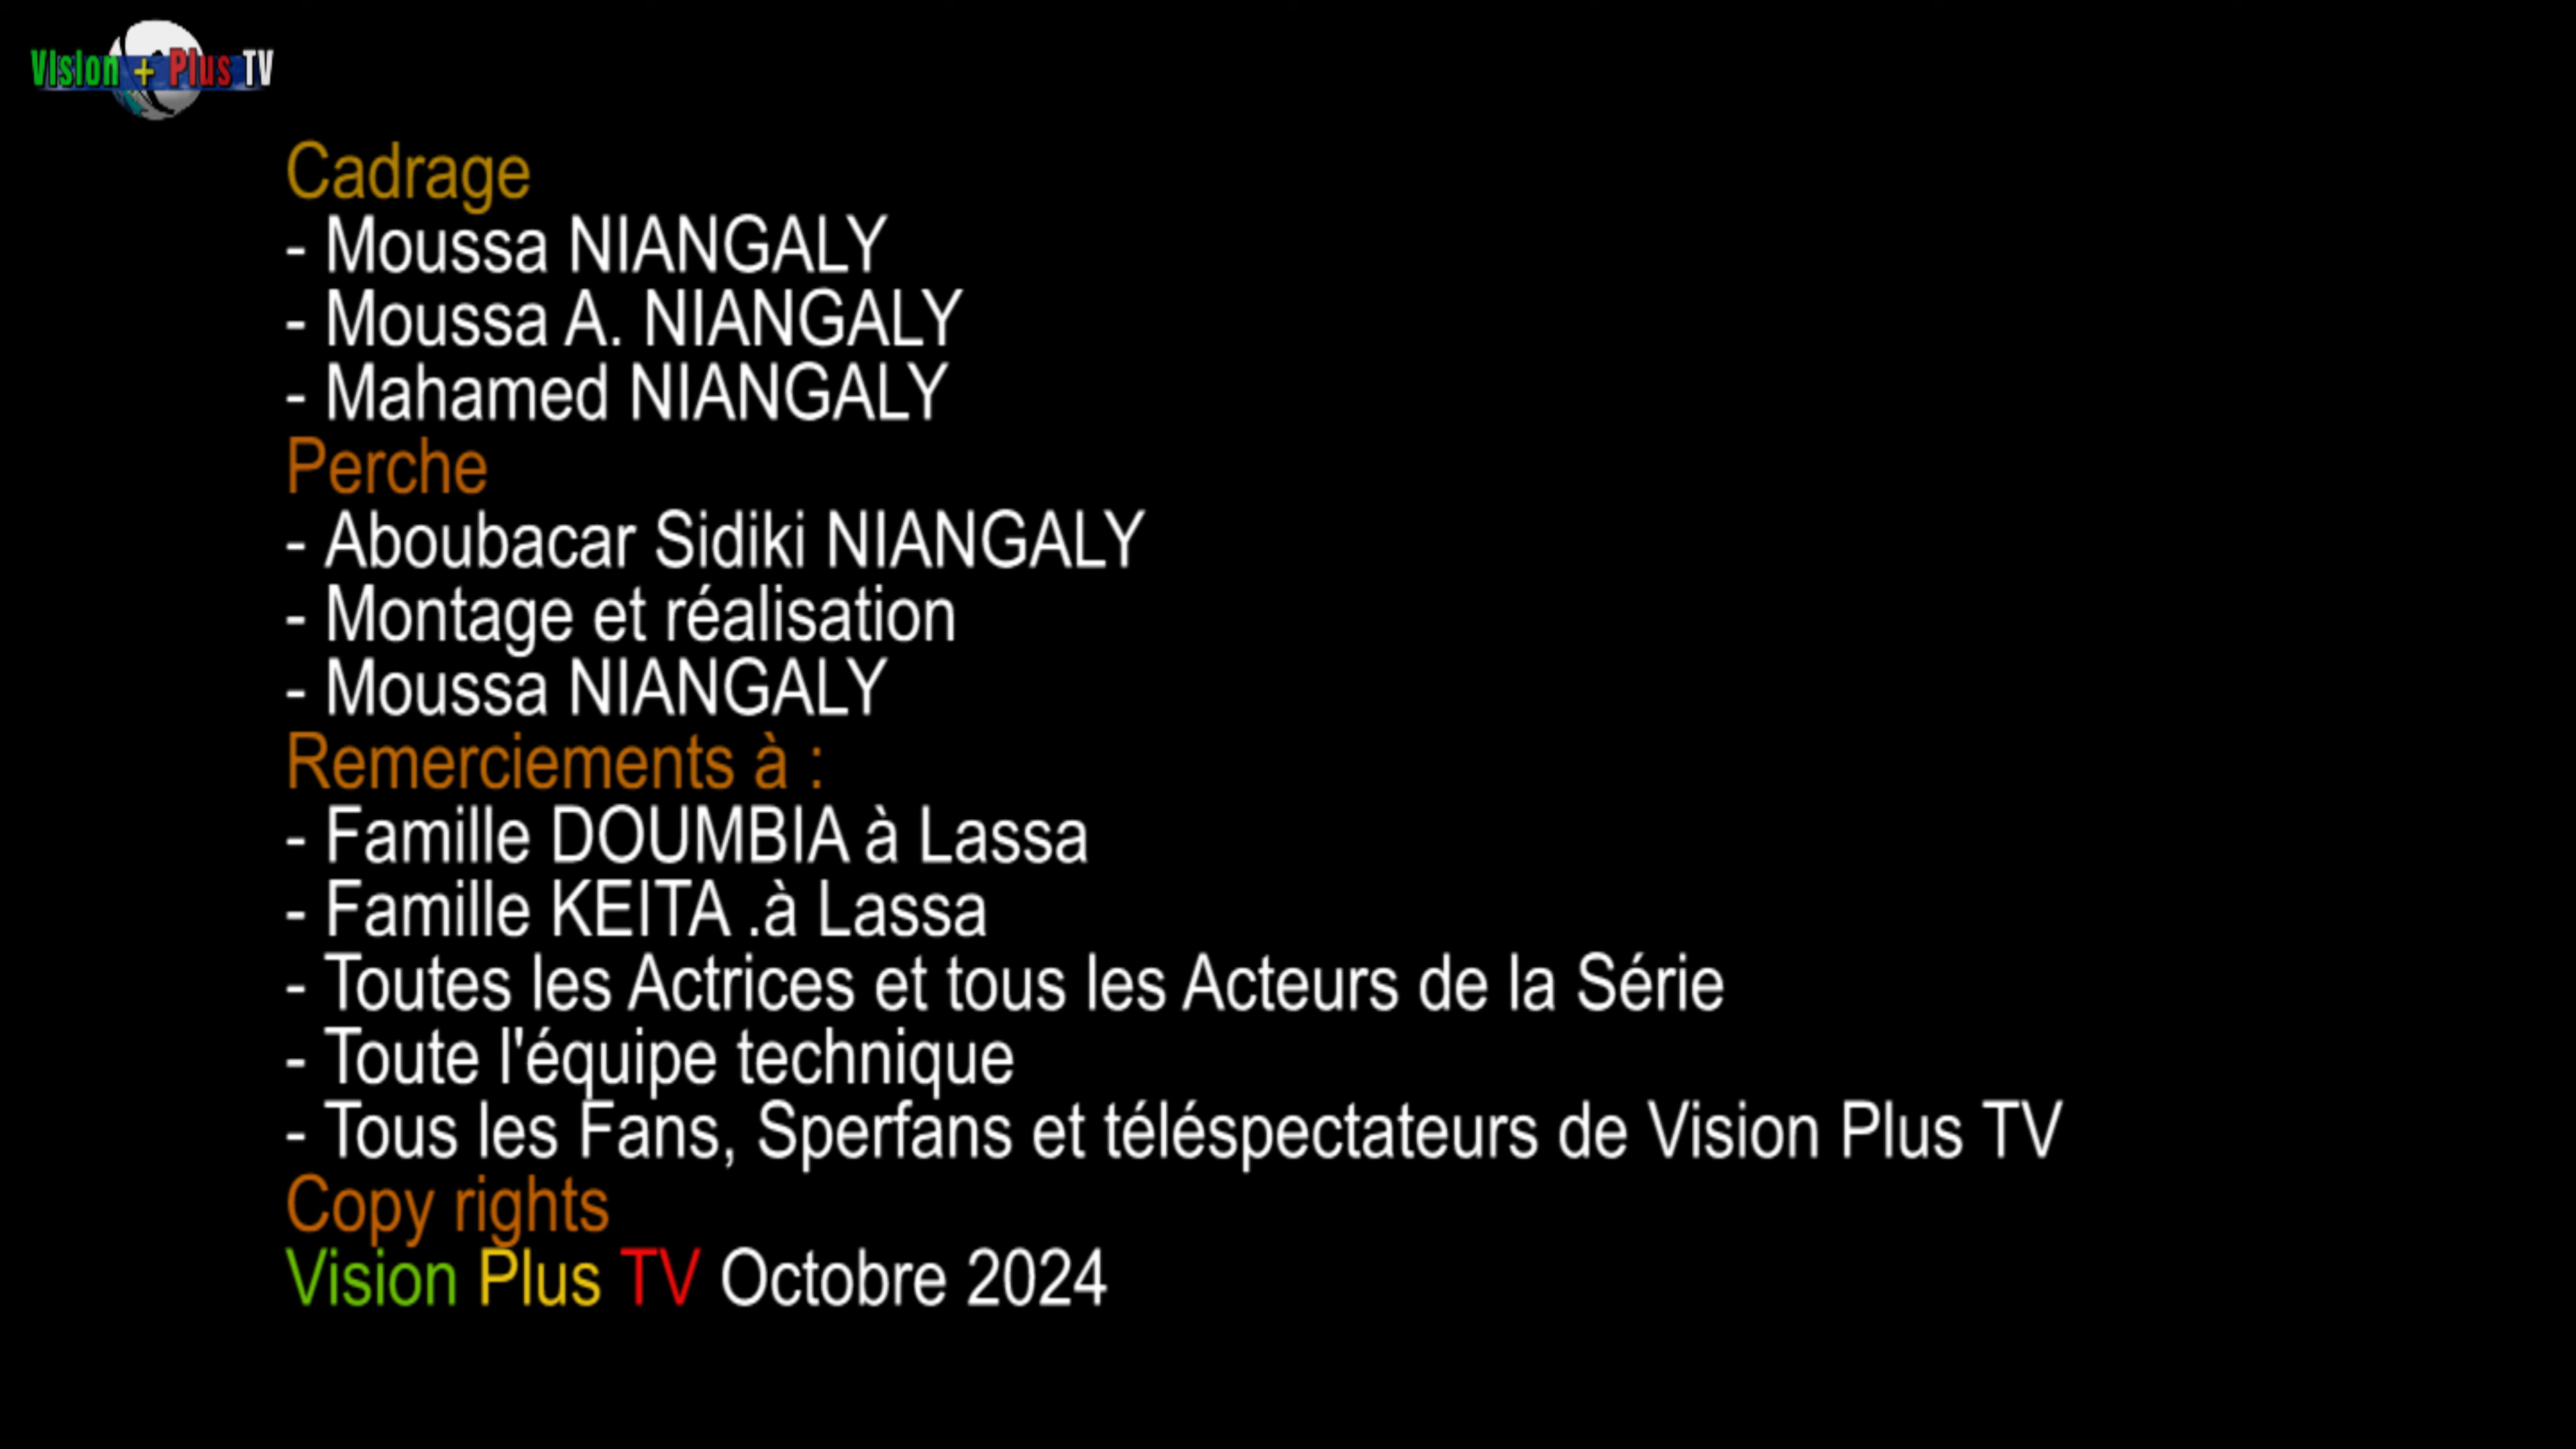 Vision + Plus TV
Cadrage
- Moussa NIANGALY
- Moussa A. NIANGALY
- Mahamed NIANGALY
Perche
- Aboubacar Sidiki NIANGALY
- Montage et réalisation
- Moussa NIANGALY
Remerciements à :
- Famille DOUMBIA à Lassa
- Famille KEITA .à Lassa
- Toutes les Actrices et tous les Acteurs de la Série
- Toute l'équipe technique
- Tous les Fans, Sperfans et téléspectateurs de Vision Plus TV
Copy rights
Vision Plus TV Octobre 2024